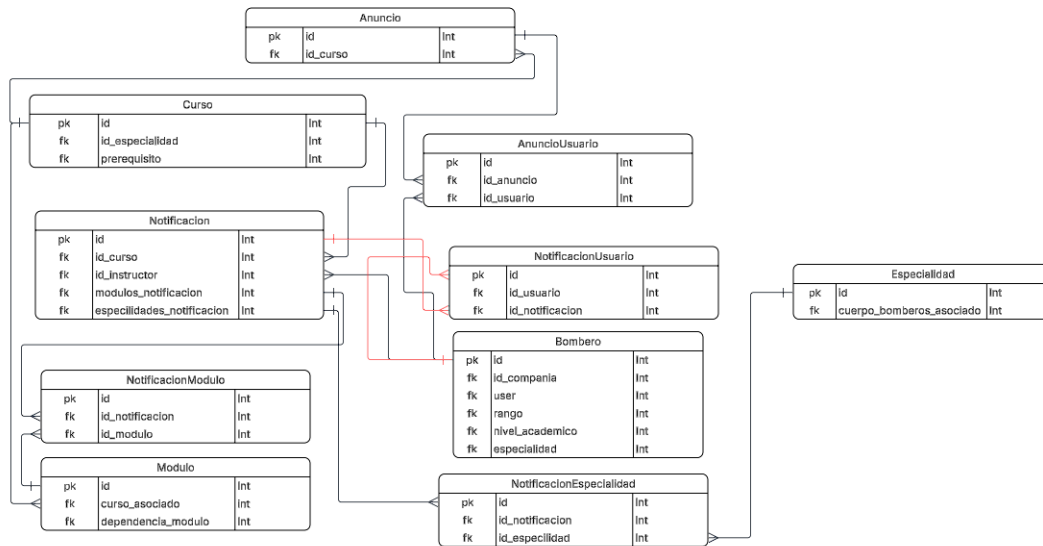 Anuncio
pk id Int
fk id_curso Int
Curso
pk id Int
fk id_especialidad Int
fk prerequisito Int
AnuncioUsuario
pk id Int
fk id_anuncio Int
fk id_usuario Int
Notificacion
pk id Int
fk id_curso Int
fk id_instructor Int
fk modulos_notificacion Int
fk especilidades_notificacion Int
NotificacionUsuario
pk id Int
fk id_usuario Int
fk id_notificacion Int
Especialidad
pk id Int
fk cuerpo_bomberos_asociado Int
Bombero
pk id Int
fk id_compania Int
fk user Int
fk rango Int
fk nivel_academico Int
fk especialidad Int
NotificacionModulo
pk id Int
fk id_notificacion Int
fk id_modulo Int
Modulo
pk id Int
fk curso_asociado int
fk dependencia_modulo Int
NotificacionEspecialidad
pk id Int
fk id_notificacion Int
fk id_especilidad Int